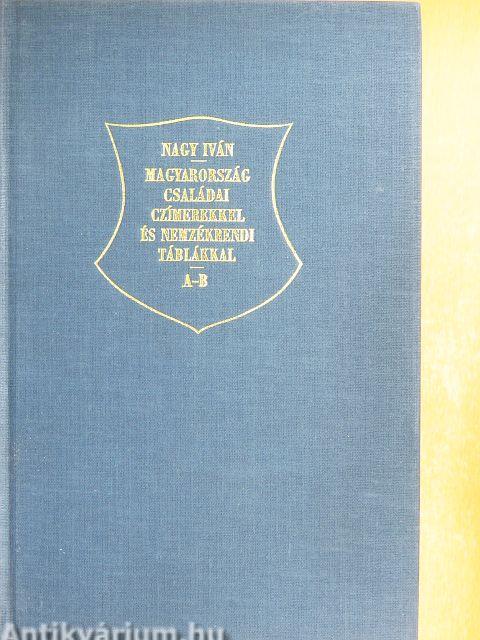 NAGY IVÁN
MAGYARORSZÁG
CSALÁDAI
CZÍMEREKKEL
ÉS NEMZÉKRENDI
TÁBLÁKKAL
A–B
Antikvárium.hu